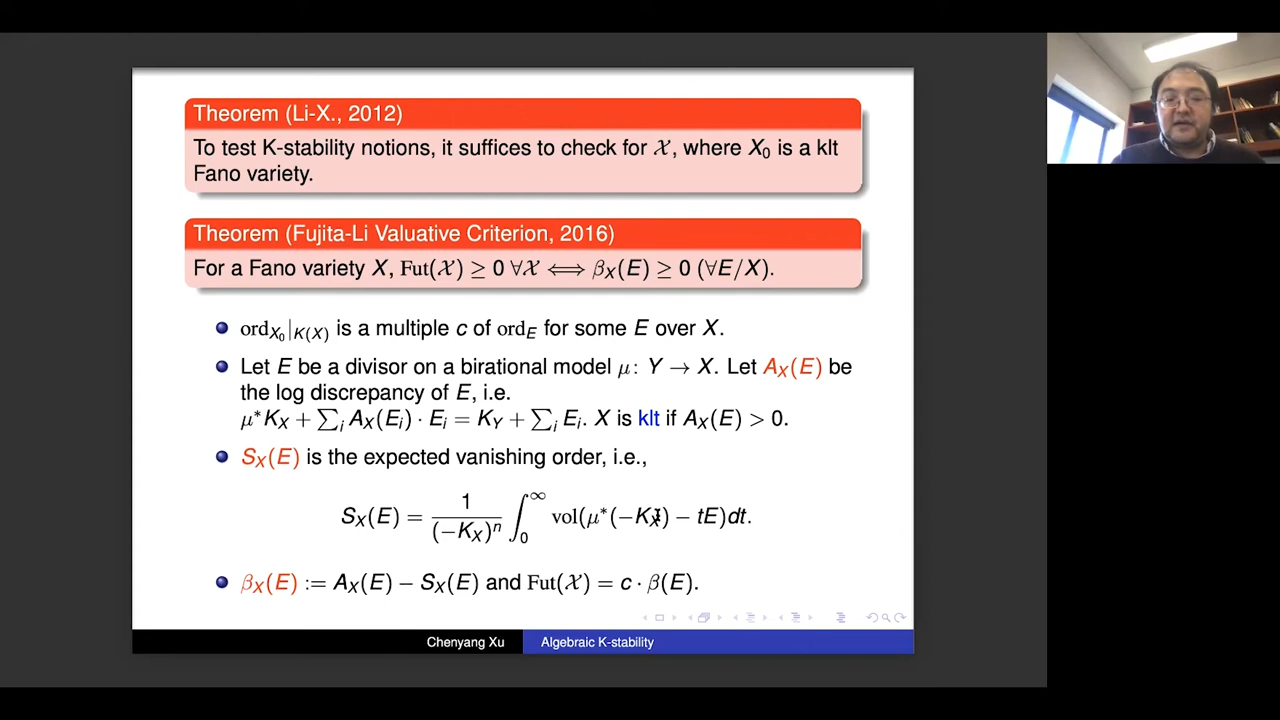 Theorem (Li-X., 2012)
To test K-stability notions, it suffices to check for 𝒳, where X₀ is a klt
Fano variety.
Theorem (Fujita-Li Valuative Criterion, 2016)
For a Fano variety X, Fut(𝒳) ≥ 0 ∀𝒳 ⟺ β_X(E) ≥ 0 (∀E/X).
ord_{X₀}|_{K(X)} is a multiple c of ord_E for some E over X.
Let E be a divisor on a birational model μ: Y → X. Let A_X(E) be
the log discrepancy of E, i.e.
μ*K_X + ∑_i A_X(E_i) · E_i = K_Y + ∑_i E_i. X is klt if A_X(E) > 0.
S_X(E) is the expected vanishing order, i.e.,
S_X(E) = 1/(−K_X)^n ∫_0^∞ vol(μ*(−K_X) − tE)dt.
β_X(E) := A_X(E) − S_X(E) and Fut(𝒳) = c · β(E).
Chenyang Xu
Algebraic K-stability